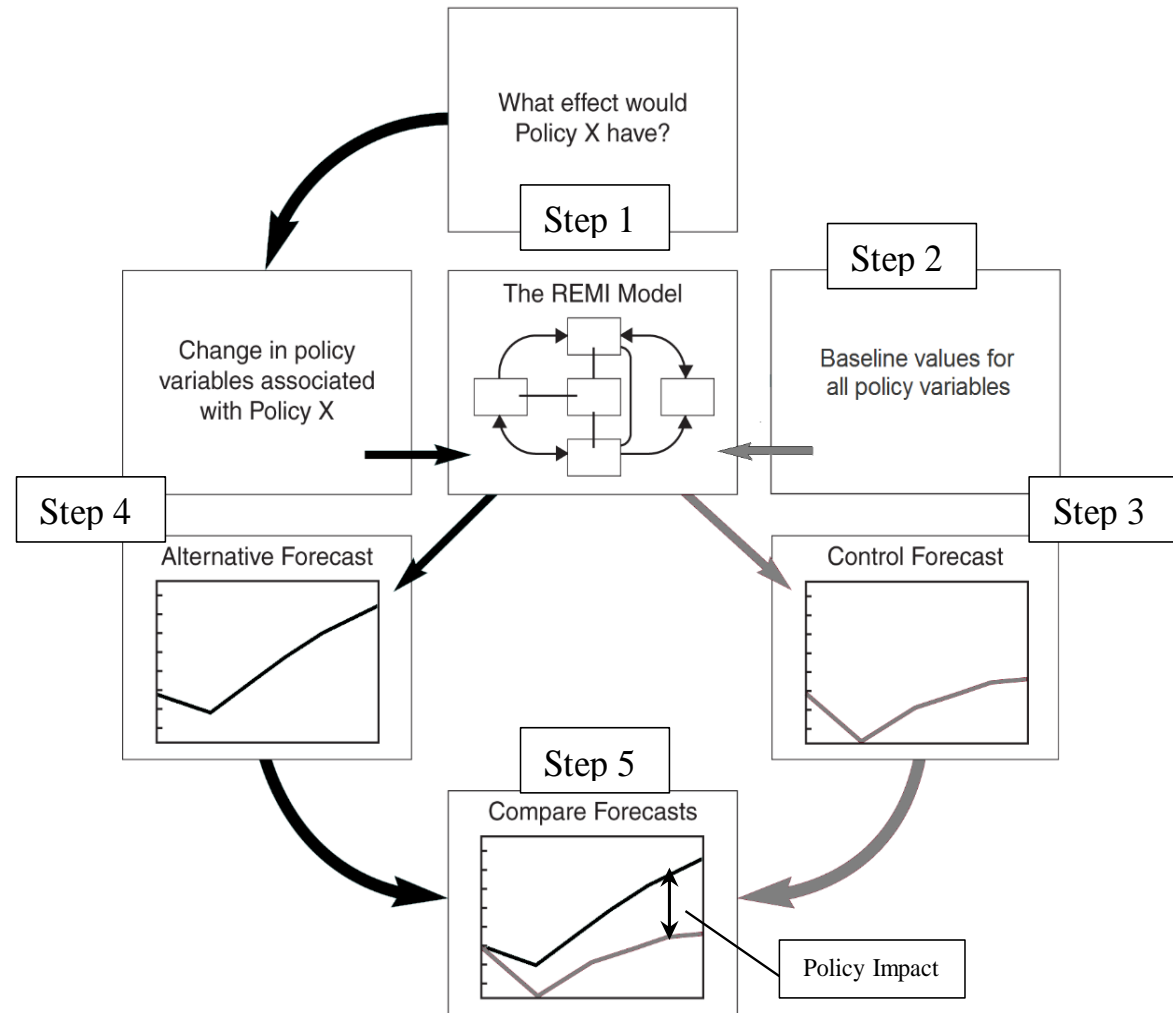 What effect would
Policy X have?
Step 1
Step 2
Change in policy
variables associated
with Policy X
The REMI Model
Baseline values for
all policy variables
Step 4
Step 3
Alternative Forecast
Control Forecast
Step 5
Compare Forecasts
Policy Impact